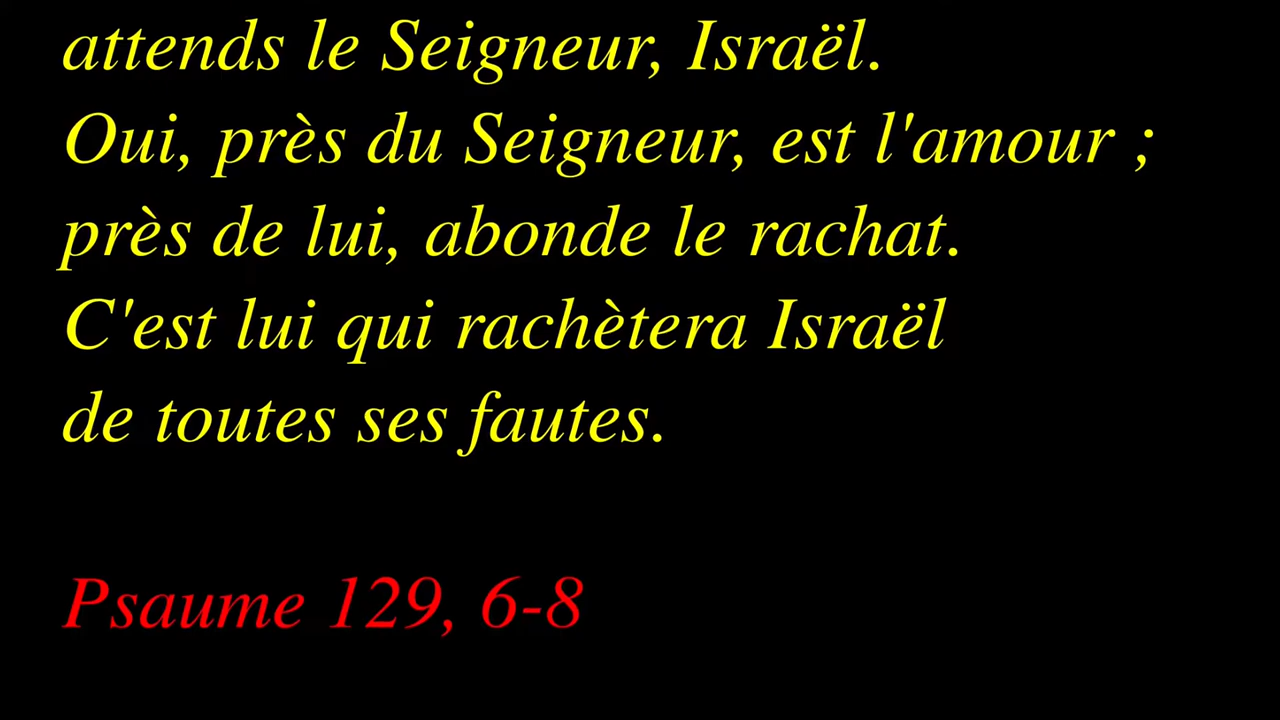 attends le Seigneur, Israël.
Oui, près du Seigneur, est l'amour ;
près de lui, abonde le rachat.
C'est lui qui rachètera Israël
de toutes ses fautes.
Psaume 129, 6-8